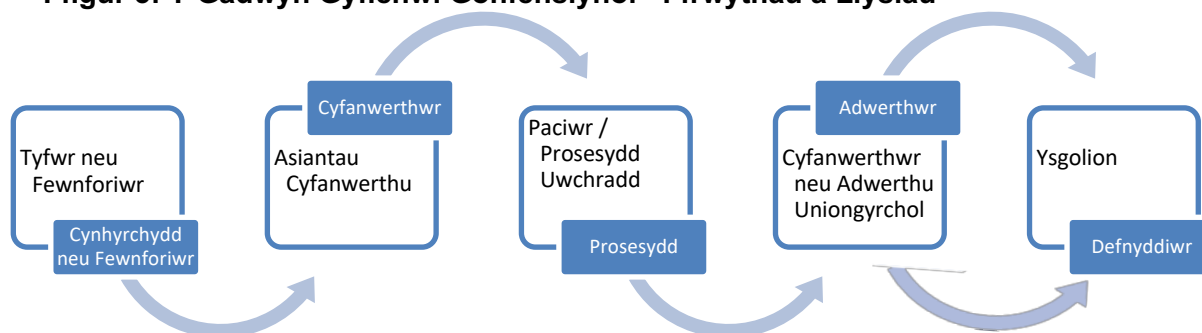 Cyfanwerthwr
Adwerthwr
Tyfwr neu
Fewnforiwr
Asiantau
Cyfanwerthu
Paciwr /
Prosesydd
Uwchradd
Cyfanwerthwr
neu Adwerthu
Uniongyrchol
Ysgolion
Cynhyrchydd
neu Fewnforiwr
Prosesydd
Defnyddiwr